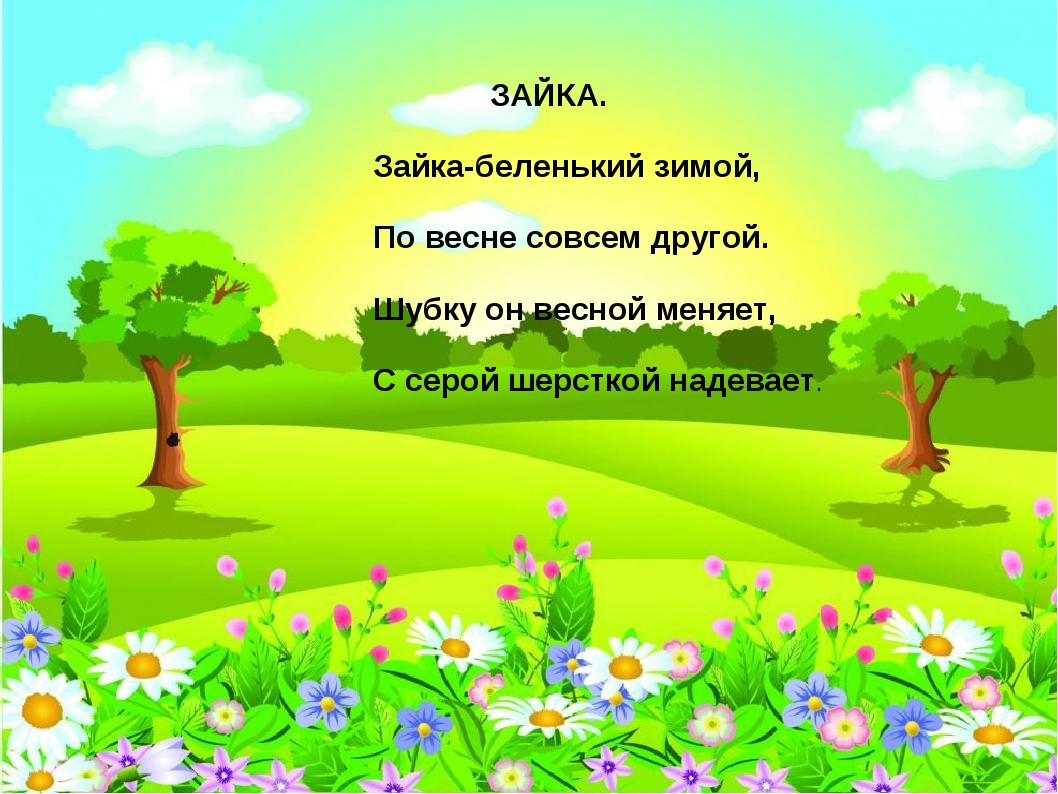 ЗАЙКА.
Зайка-беленький зимой,
По весне совсем другой.
Шубку он весной меняет,
С серой шерсткой надевает.